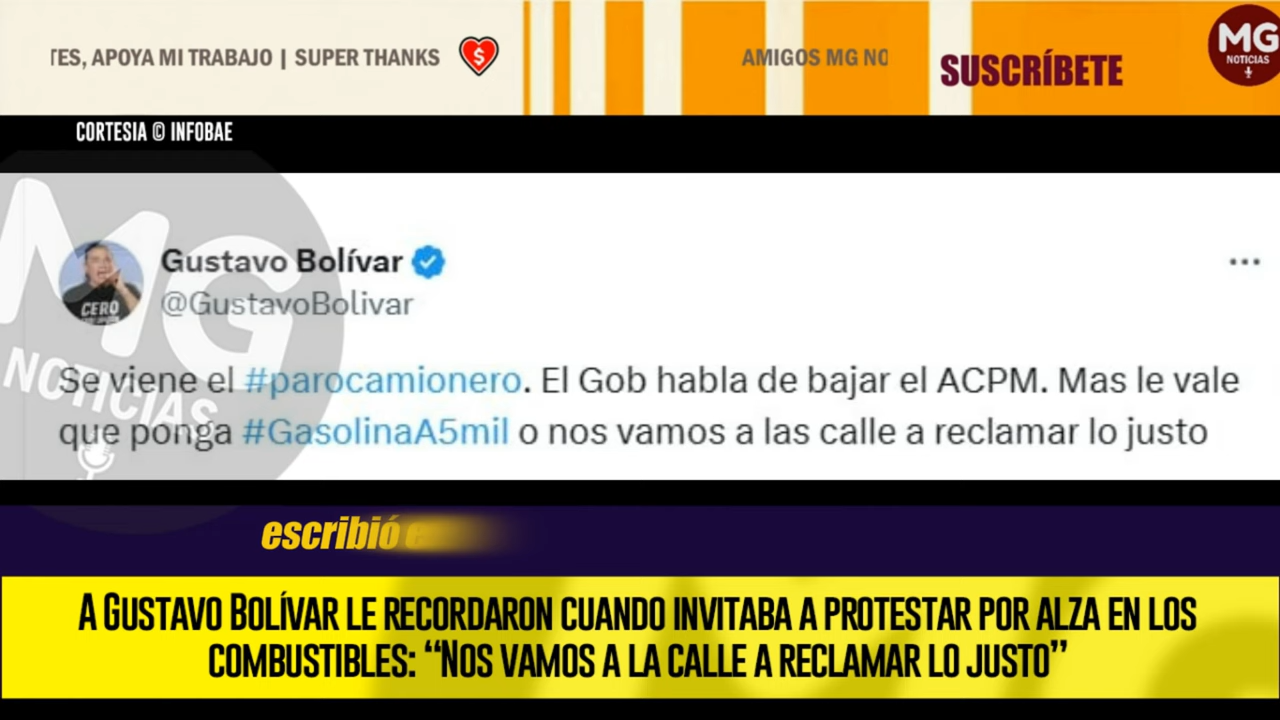 TES, APOYA MI TRABAJO | SUPER THANKS
AMIGOS MG NO
SUSCRÍBETE
MG
NOTICIAS
CORTESIA © INFOBAE
MG
NOTICIAS
Gustavo Bolívar
@GustavoBolivar
CERO
Se viene el #parocamionero. El Gob habla de bajar el ACPM. Mas le vale
que ponga #GasolinaA5mil o nos vamos a las calle a reclamar lo justo
escribió
A GUSTAVO BOLÍVAR LE RECORDARON CUANDO INVITABA A PROTESTAR POR ALZA EN LOS
COMBUSTIBLES: “NOS VAMOS A LA CALLE A RECLAMAR LO JUSTO”